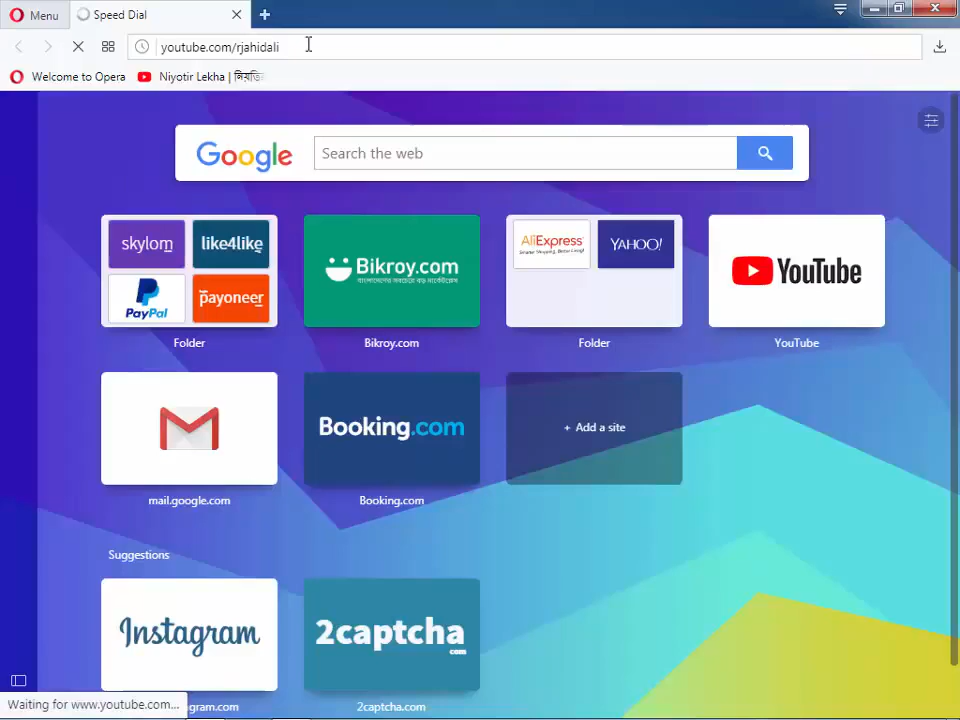 Menu
Speed Dial
youtube.com/rjahidali
Welcome to Opera
Niyotir Lekha | নিয়তির
Google
Search the web
skylom
like4like
PayPal
payoneer
Folder
Bikroy.com
Bikroy.com
AliExpress
YAHOO!
Folder
YouTube
YouTube
mail.google.com
Booking.com
Booking.com
+ Add a site
Suggestions
Instagram
2captcha
.com
Waiting for www.youtube.com...
gram.com
2captcha.com